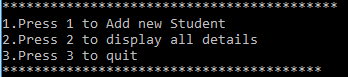 ******************************************
1.Press 1 to Add new Student
2.Press 2 to display all details
3.Press 3 to quit
****************************************